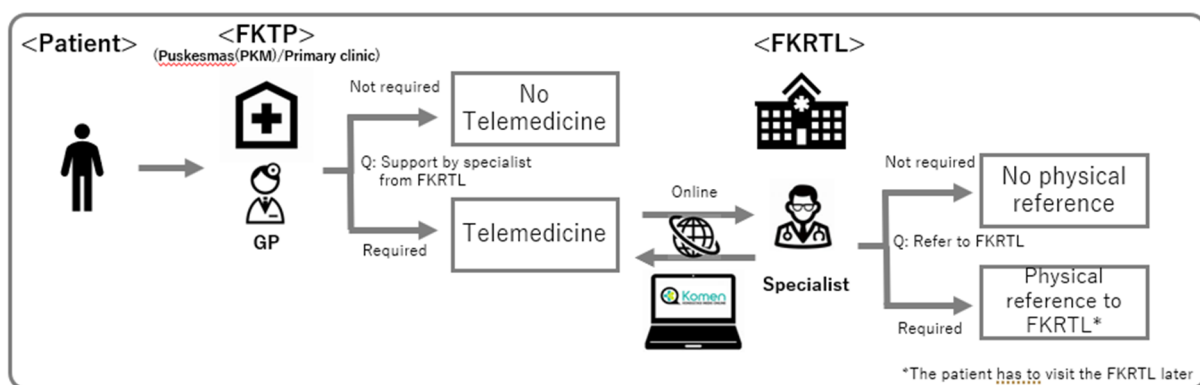 <Patient>
<FKTP>
(Puskesmas(PKM)/Primary clinic)
GP
Not required
No
Telemedicine
Q: Support by specialist
from FKRTL
Required
Telemedicine
<FKRTL>
Online
Komen
Specialist
Not required
No physical
reference
Q: Refer to FKRTL
Required
Physical
reference to
FKRTL*
*The patient has to visit the FKRTL later